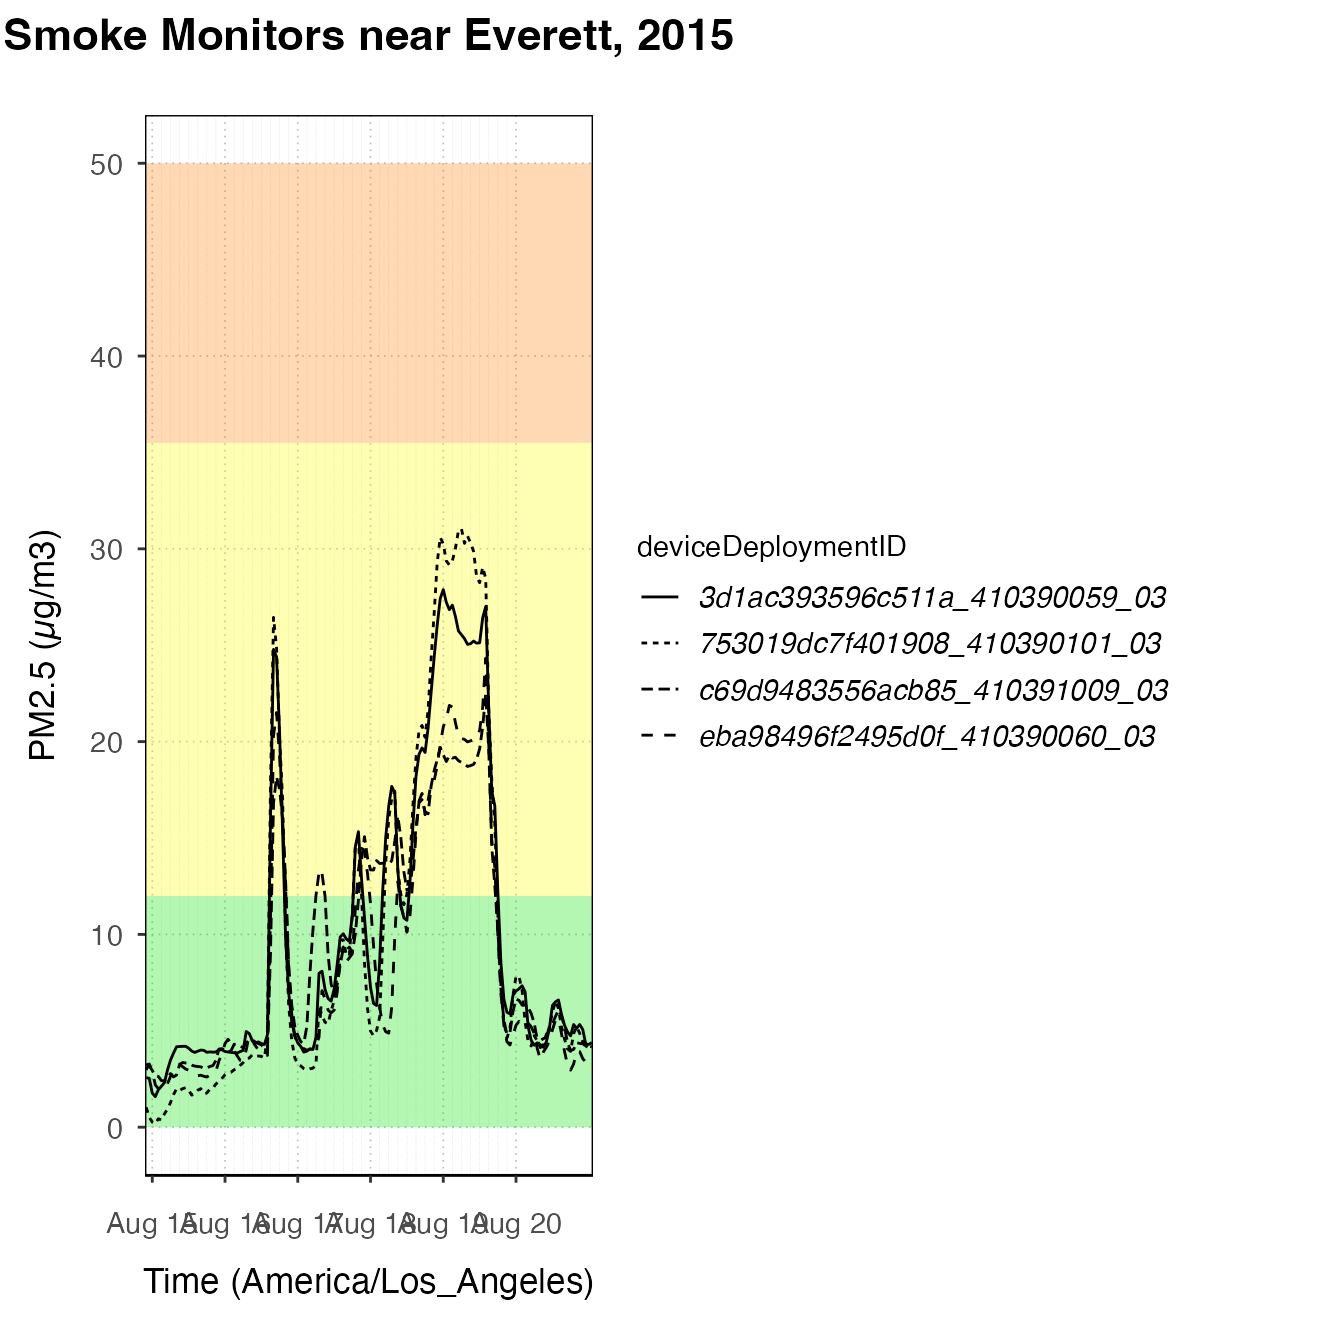 Smoke Monitors near Everett, 2015
50
40
30
20
10
0
PM2.5 (µg/m3)
Aug 15 Aug 16 Aug 17 Aug 18 Aug 19 Aug 20
Time (America/Los_Angeles)
deviceDeploymentID
3d1ac393596c511a_410390059_03
753019dc7f401908_410390101_03
c69d9483556acb85_410391009_03
eba98496f2495d0f_410390060_03